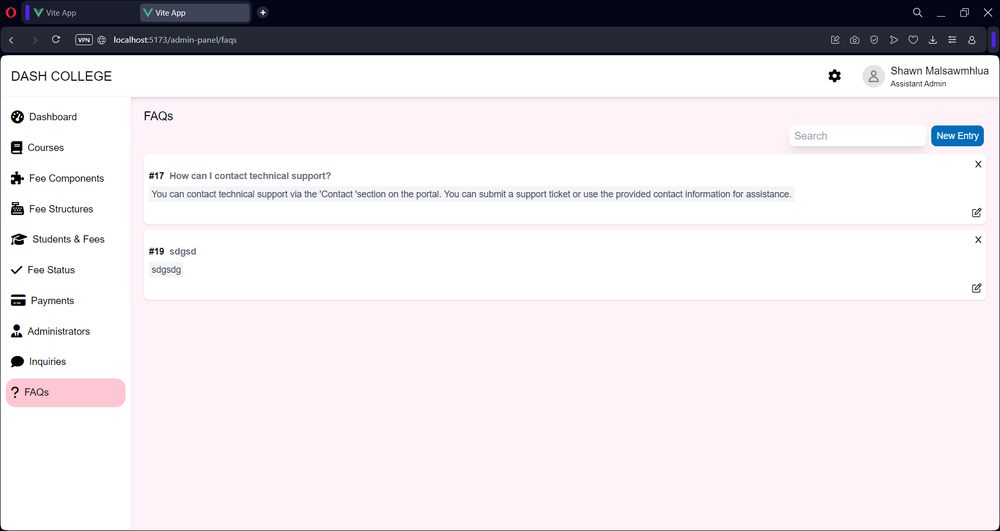 Vite App
Vite App
VPN
localhost:5173/admin-panel/faqs
DASH COLLEGE
Shawn Malsawmhlua
Assistant Admin
Dashboard
Courses
Fee Components
Fee Structures
Students & Fees
Fee Status
Payments
Administrators
Inquiries
? FAQs
FAQs
Search
New Entry
X
#17 How can I contact technical support?
You can contact technical support via the 'Contact 'section on the portal. You can submit a support ticket or use the provided contact information for assistance.
X
#19 sdgsd
sdgsdg